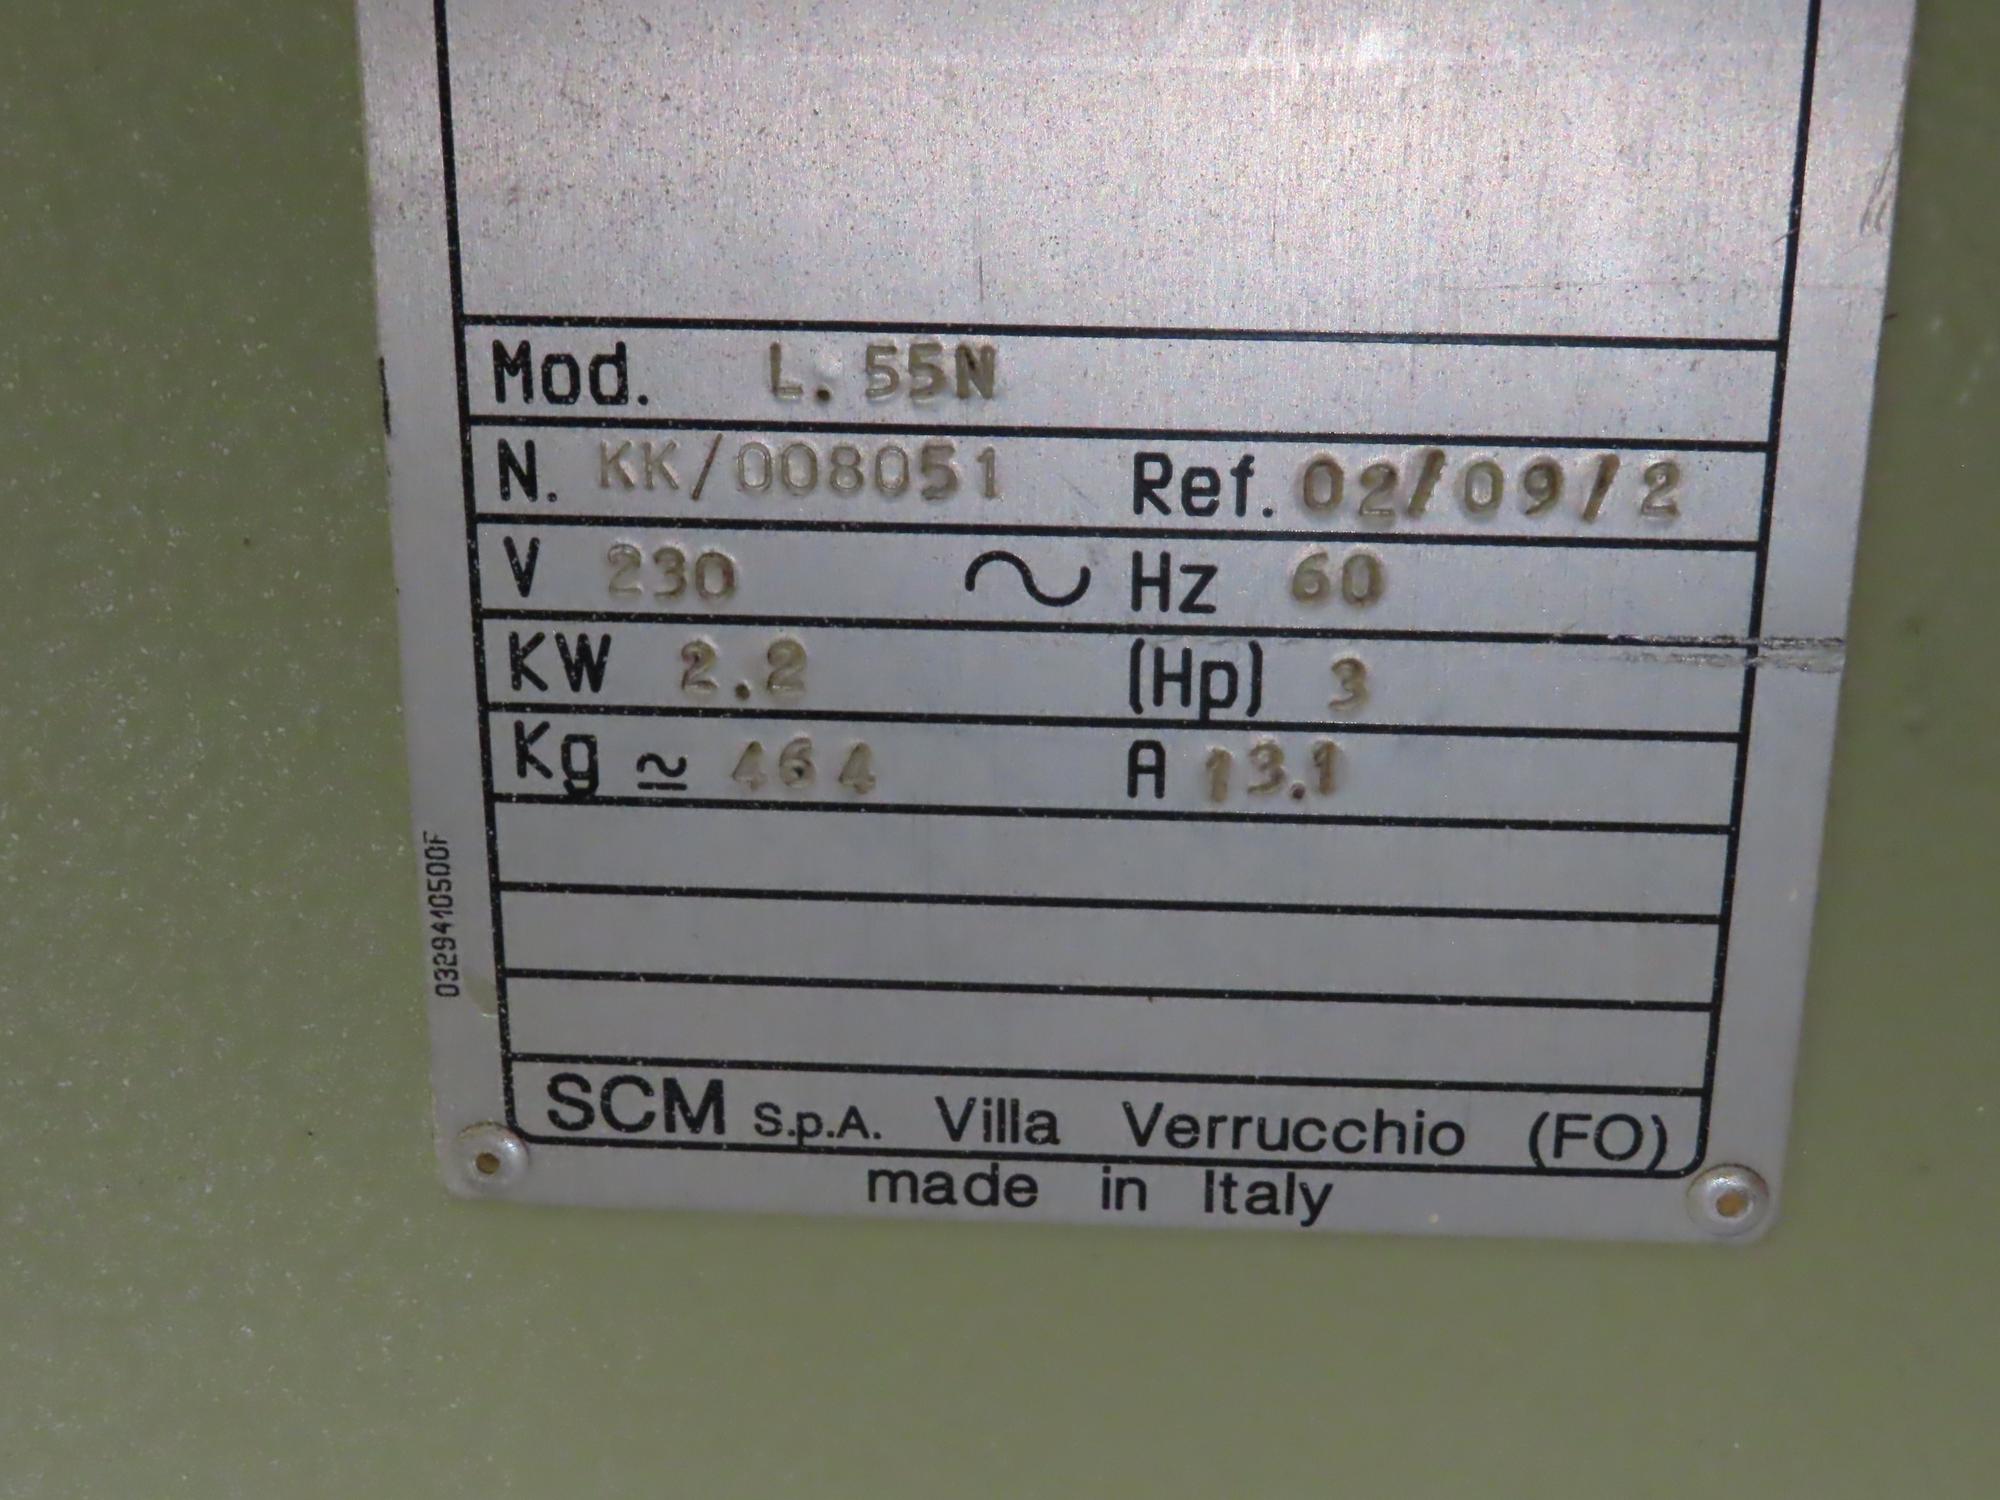 Mod. L.55N
N. KK/008051 Ref. 02/09/2
V 230 ~ Hz 60
KW 2.2 (Hp) 3
Kg ≃ 464 A 13.1
0329410500F
SCM S.p.A. Villa Verrucchio (FO)
made in Italy